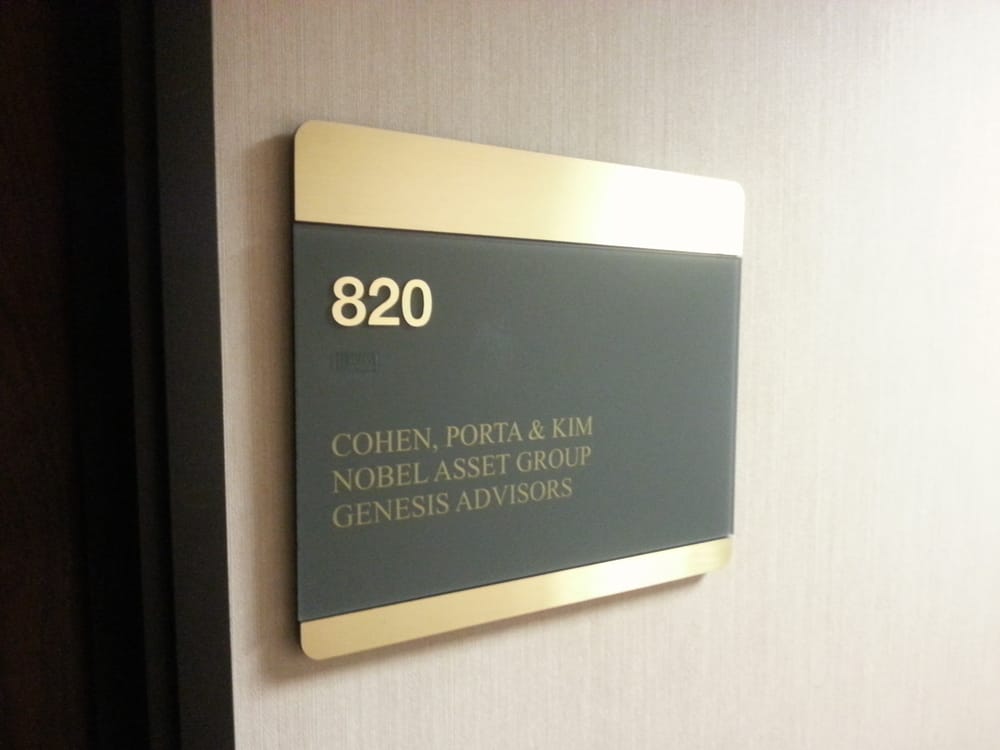 820
COHEN, PORTA & KIM
NOBEL ASSET GROUP
GENESIS ADVISORS